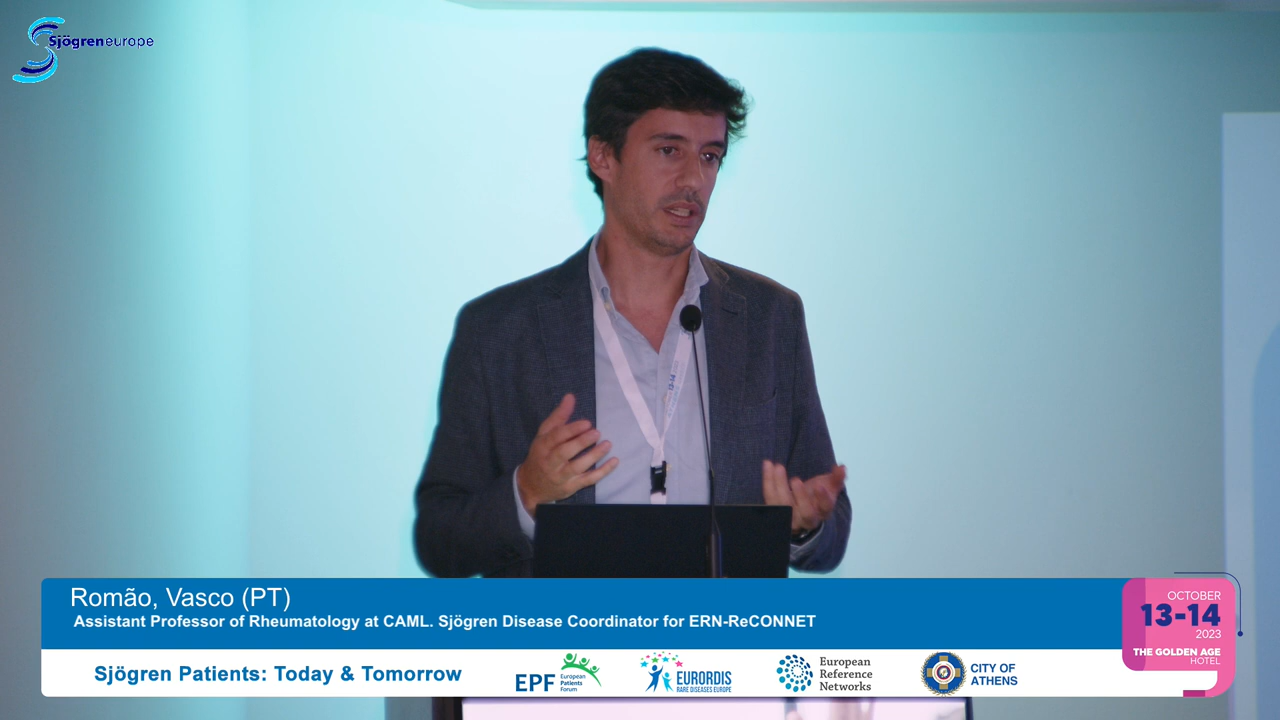 Sjögreneurope
Romão, Vasco (PT)
Assistant Professor of Rheumatology at CAML. Sjögren Disease Coordinator for ERN-ReCONNET
OCTOBER
13-14
2023
THE GOLDEN AGE
HOTEL
Sjögren Patients: Today & Tomorrow
EPF
European
Patients
Forum
EURORDIS
RARE DISEASES EUROPE
European
Reference
Networks
CITY OF
ATHENS